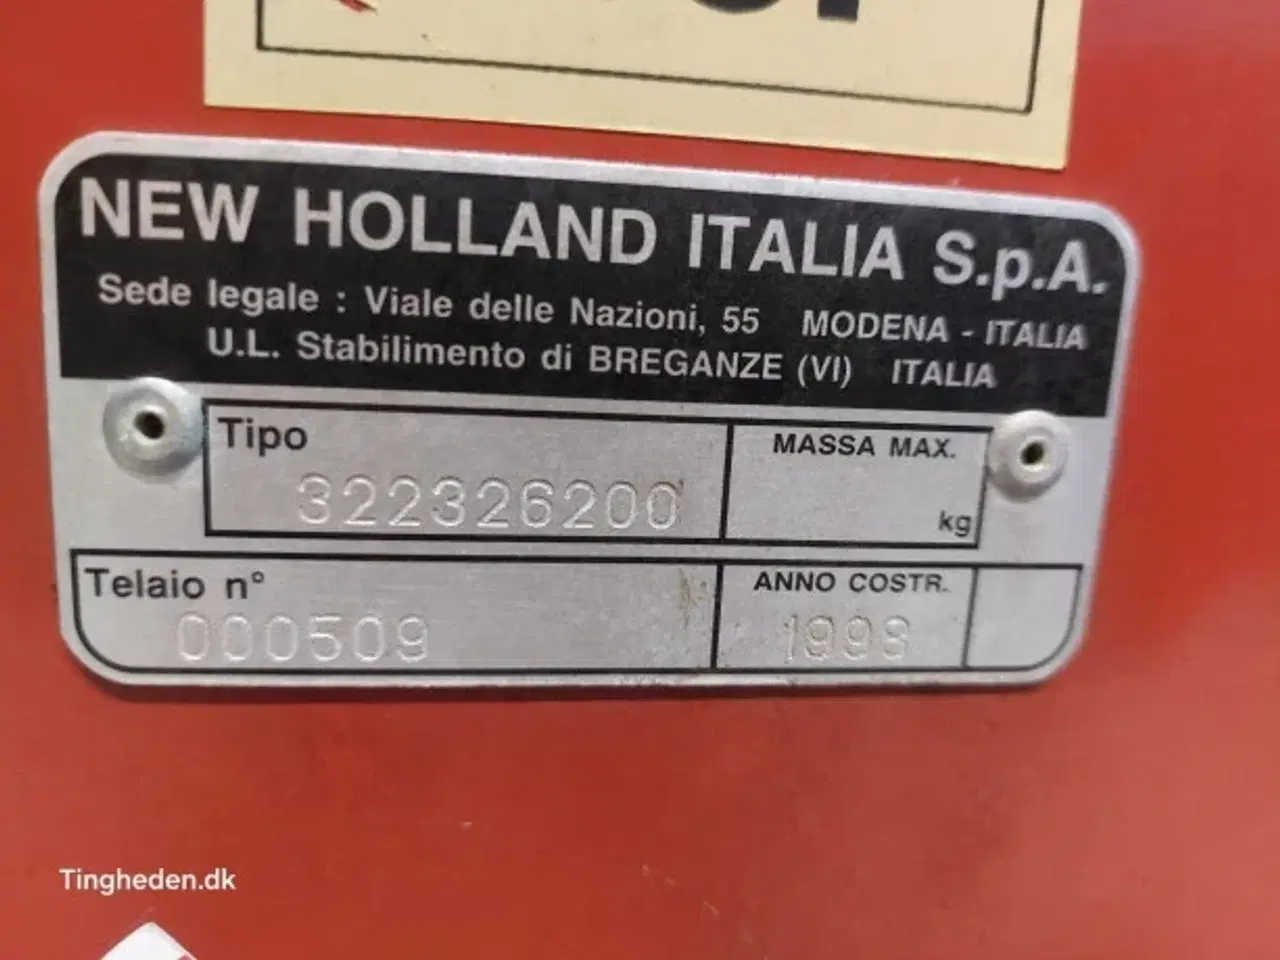 NEW HOLLAND ITALIA S.p.A.
Sede legale : Viale delle Nazioni, 55 MODENA - ITALIA
U.L. Stabilimento di BREGANZE (VI) ITALIA
Tipo
322326200
MASSA MAX.
kg
Telaio n°
000509
ANNO COSTR.
1998
Tingheden.dk